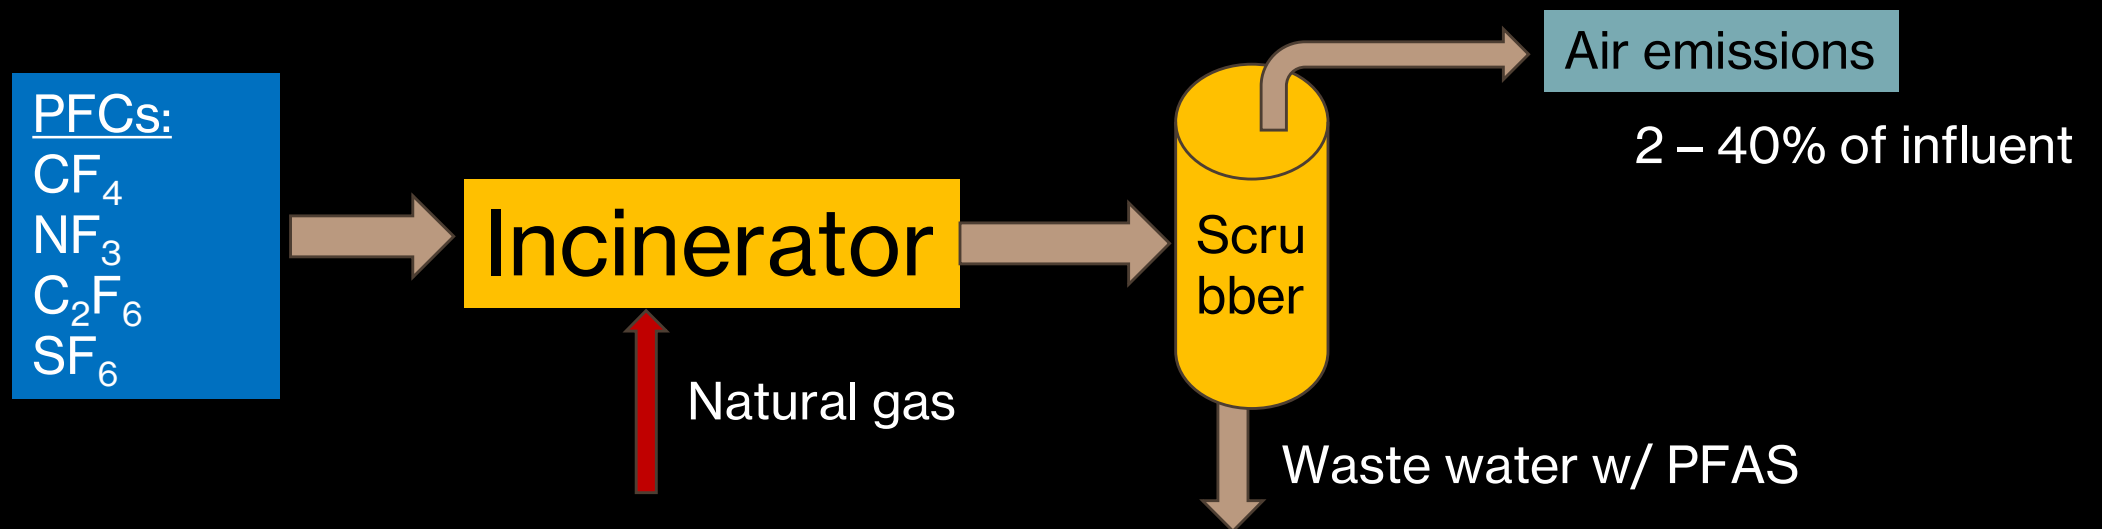 PFCs:
CF₄
NF₃
C₂F₆
SF₆
Incinerator
Natural gas
Scru
bber
Air emissions
2 – 40% of influent
Waste water w/ PFAS